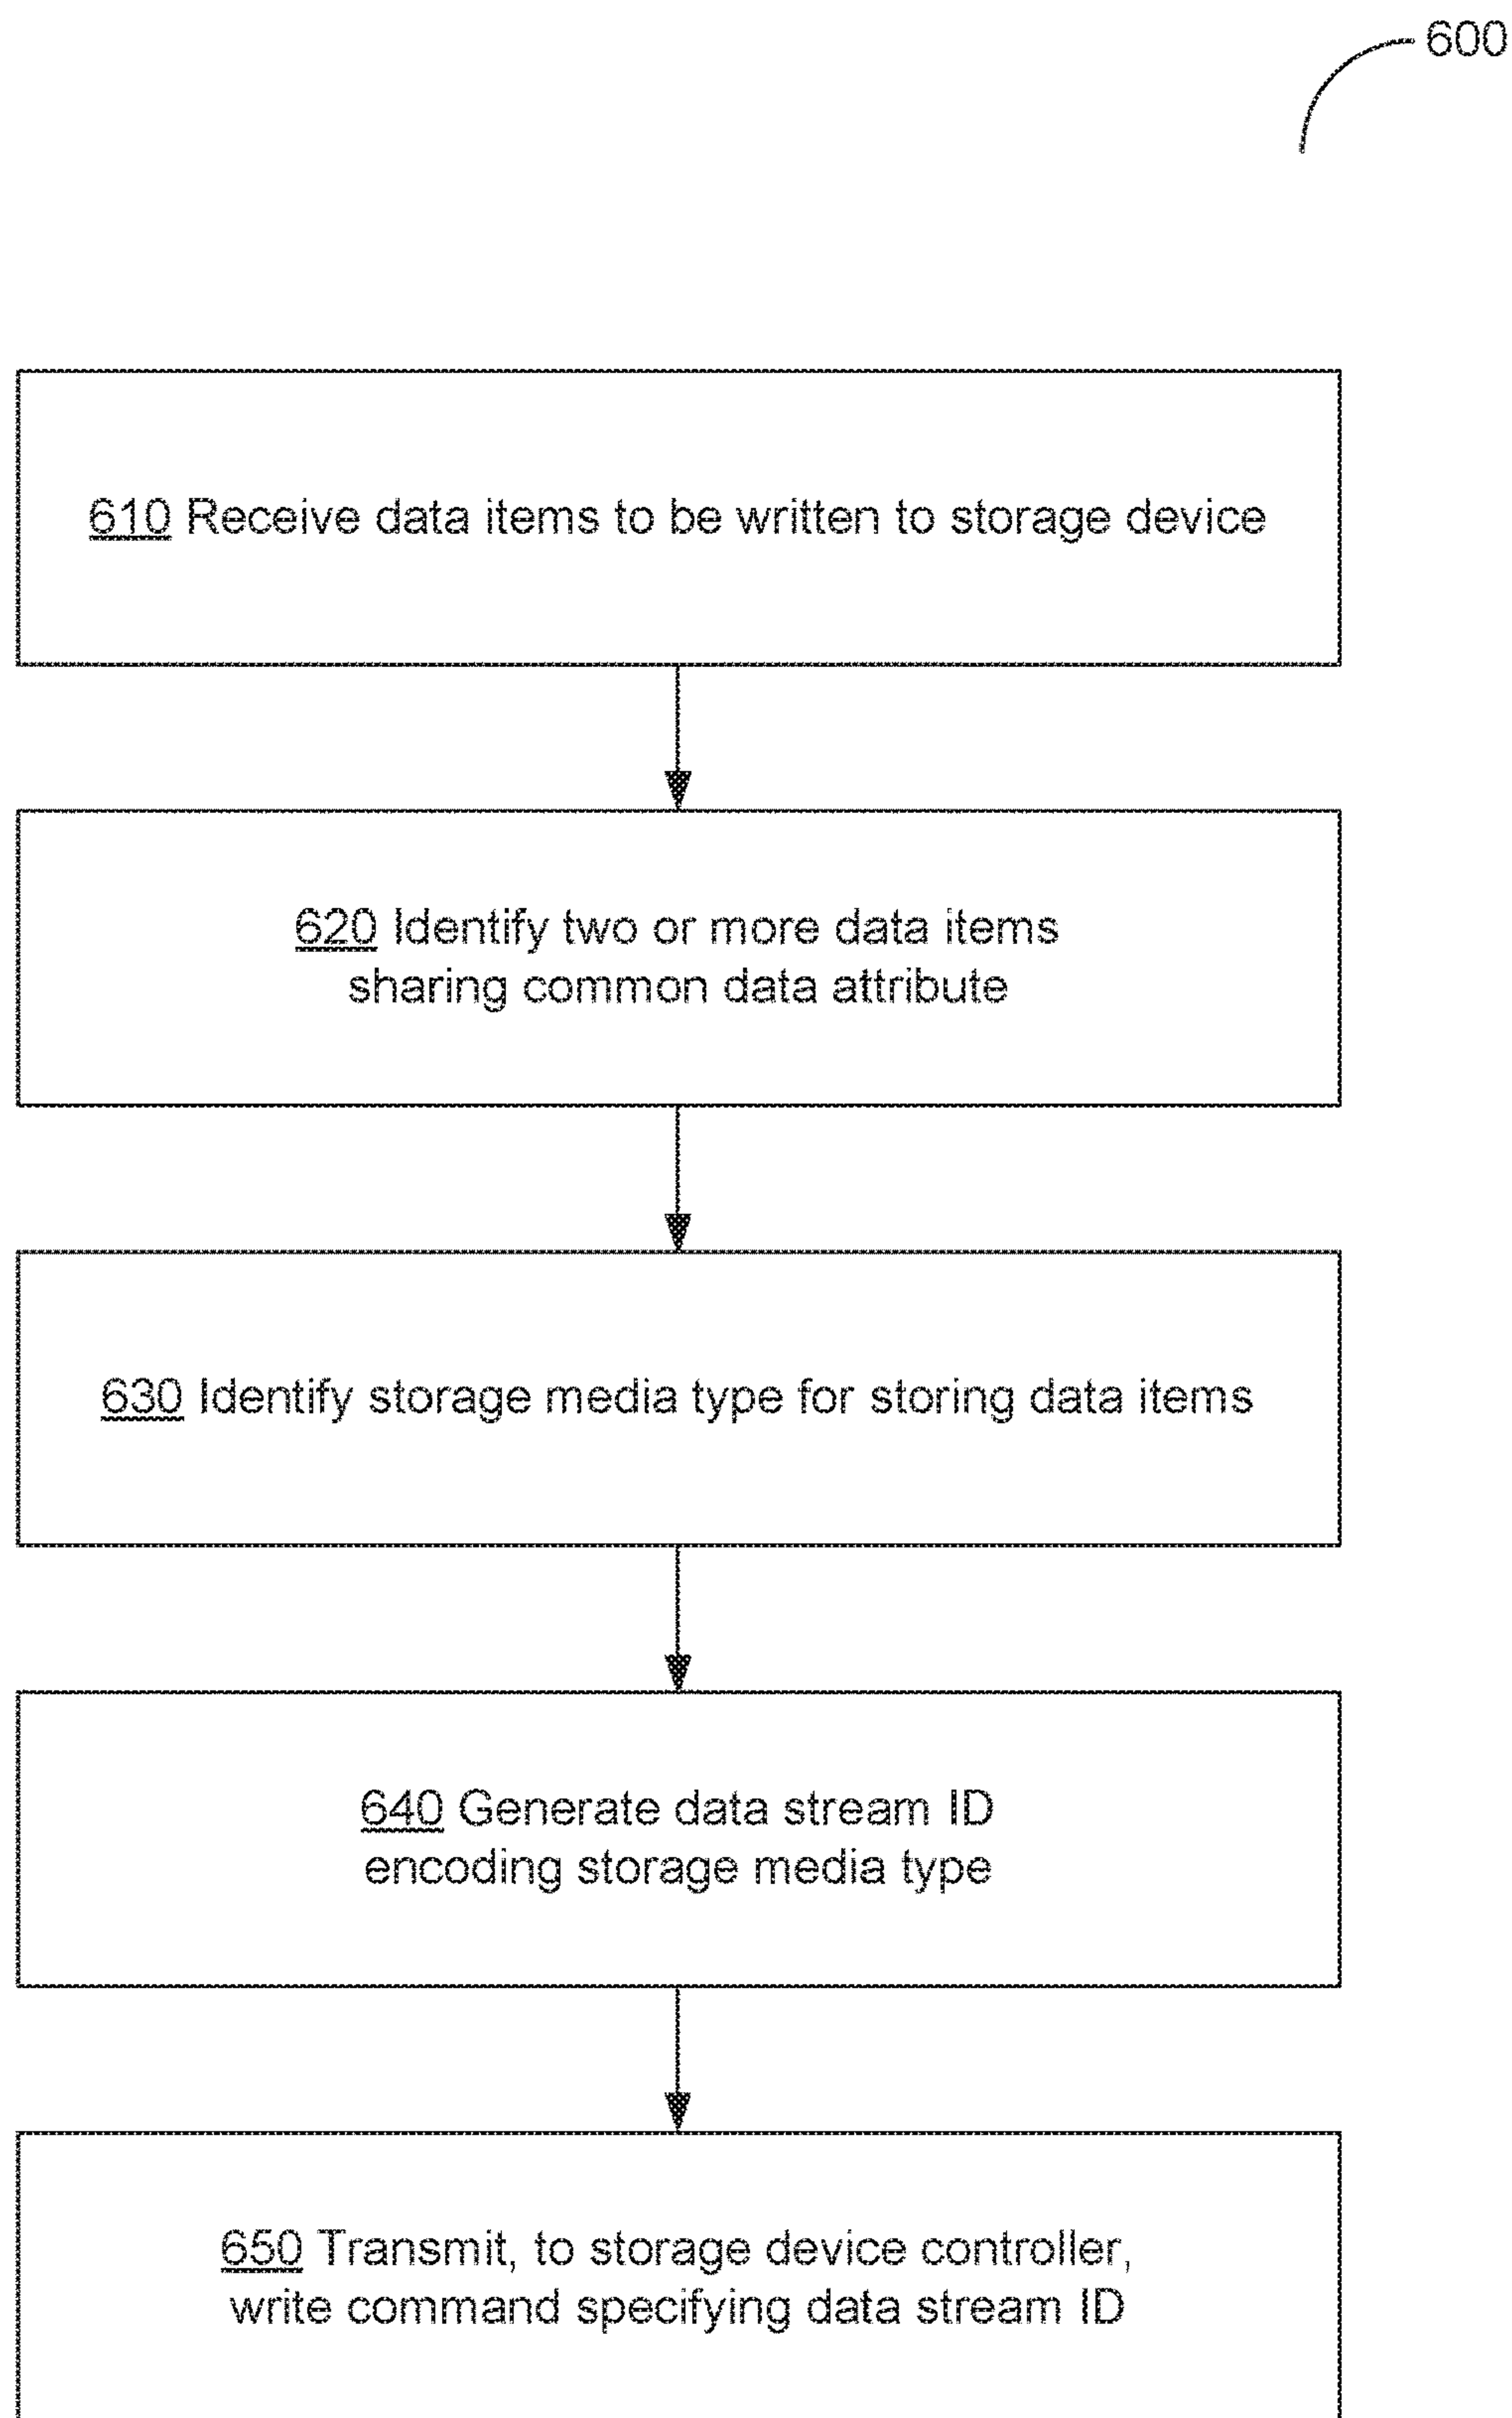 600
610 Receive data items to be written to storage device
620 Identify two or more data items
sharing common data attribute
630 Identify storage media type for storing data items
640 Generate data stream ID
encoding storage media type
650 Transmit, to storage device controller,
write command specifying data stream ID